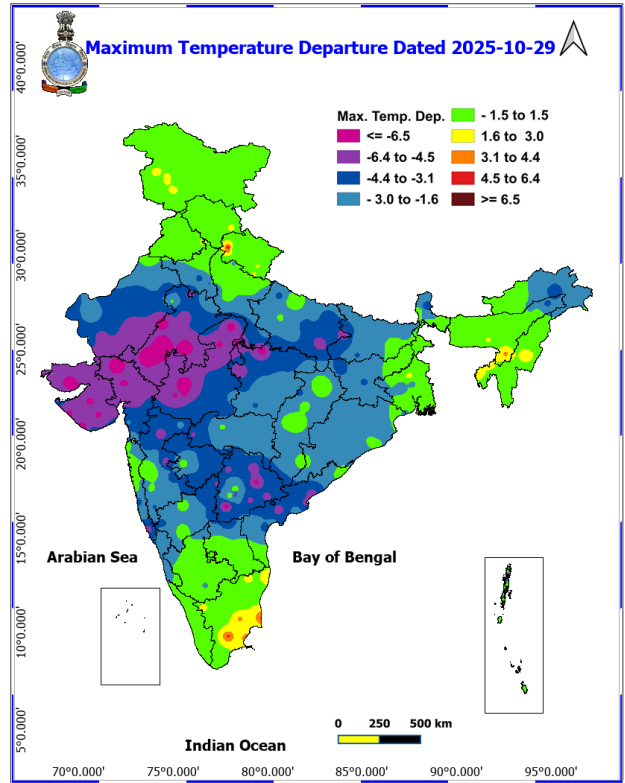 Maximum Temperature Departure Dated 2025-10-29
Max. Temp. Dep.
<= -6.5
-6.4 to -4.5
-4.4 to -3.1
- 3.0 to -1.6
- 1.5 to 1.5
1.6 to 3.0
3.1 to 4.4
4.5 to 6.4
>= 6.5
40°0.000'
35°0.000'
30°0.000'
25°0.000'
20°0.000'
15°0.000'
10°0.000'
5°0.000'
Arabian Sea
Bay of Bengal
Indian Ocean
0 250 500 km
70°0.000' 75°0.000' 80°0.000' 85°0.000' 90°0.000' 95°0.000'